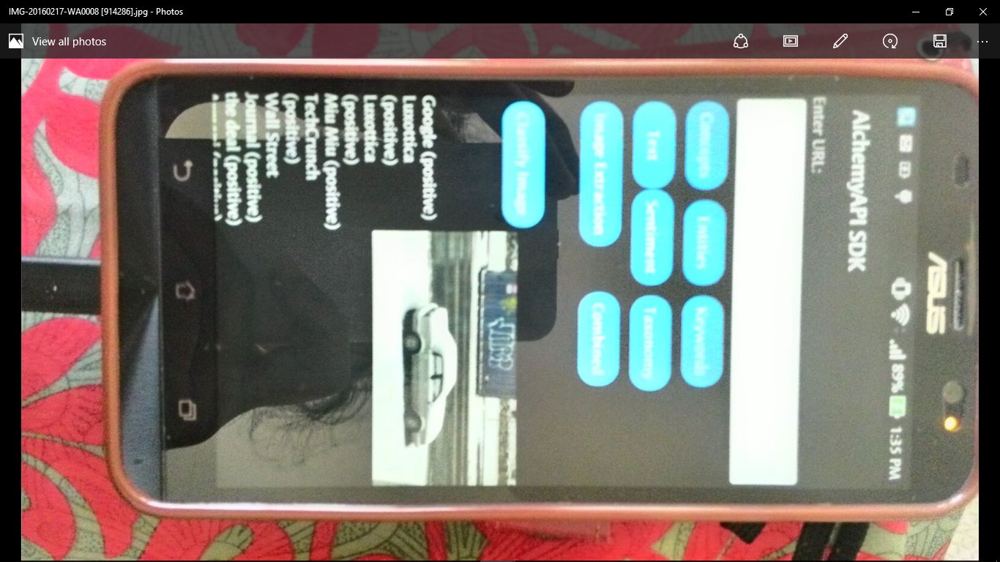 IMG-20160217-WA0008 [914286].jpg - Photos
View all photos
ASUS
89% 1:35 PM
AlchemyAPI SDK
Enter URL:
Concepts Entities Keywords
Text Sentiment Taxonomy
Image Extraction Combined
Classify Image
Google (positive)
Luxottica
(positive)
Luxottica
(positive)
Miu Miu (positive)
TechCrunch
(positive)
Wall Street
Journal (positive)
the deal (positive)